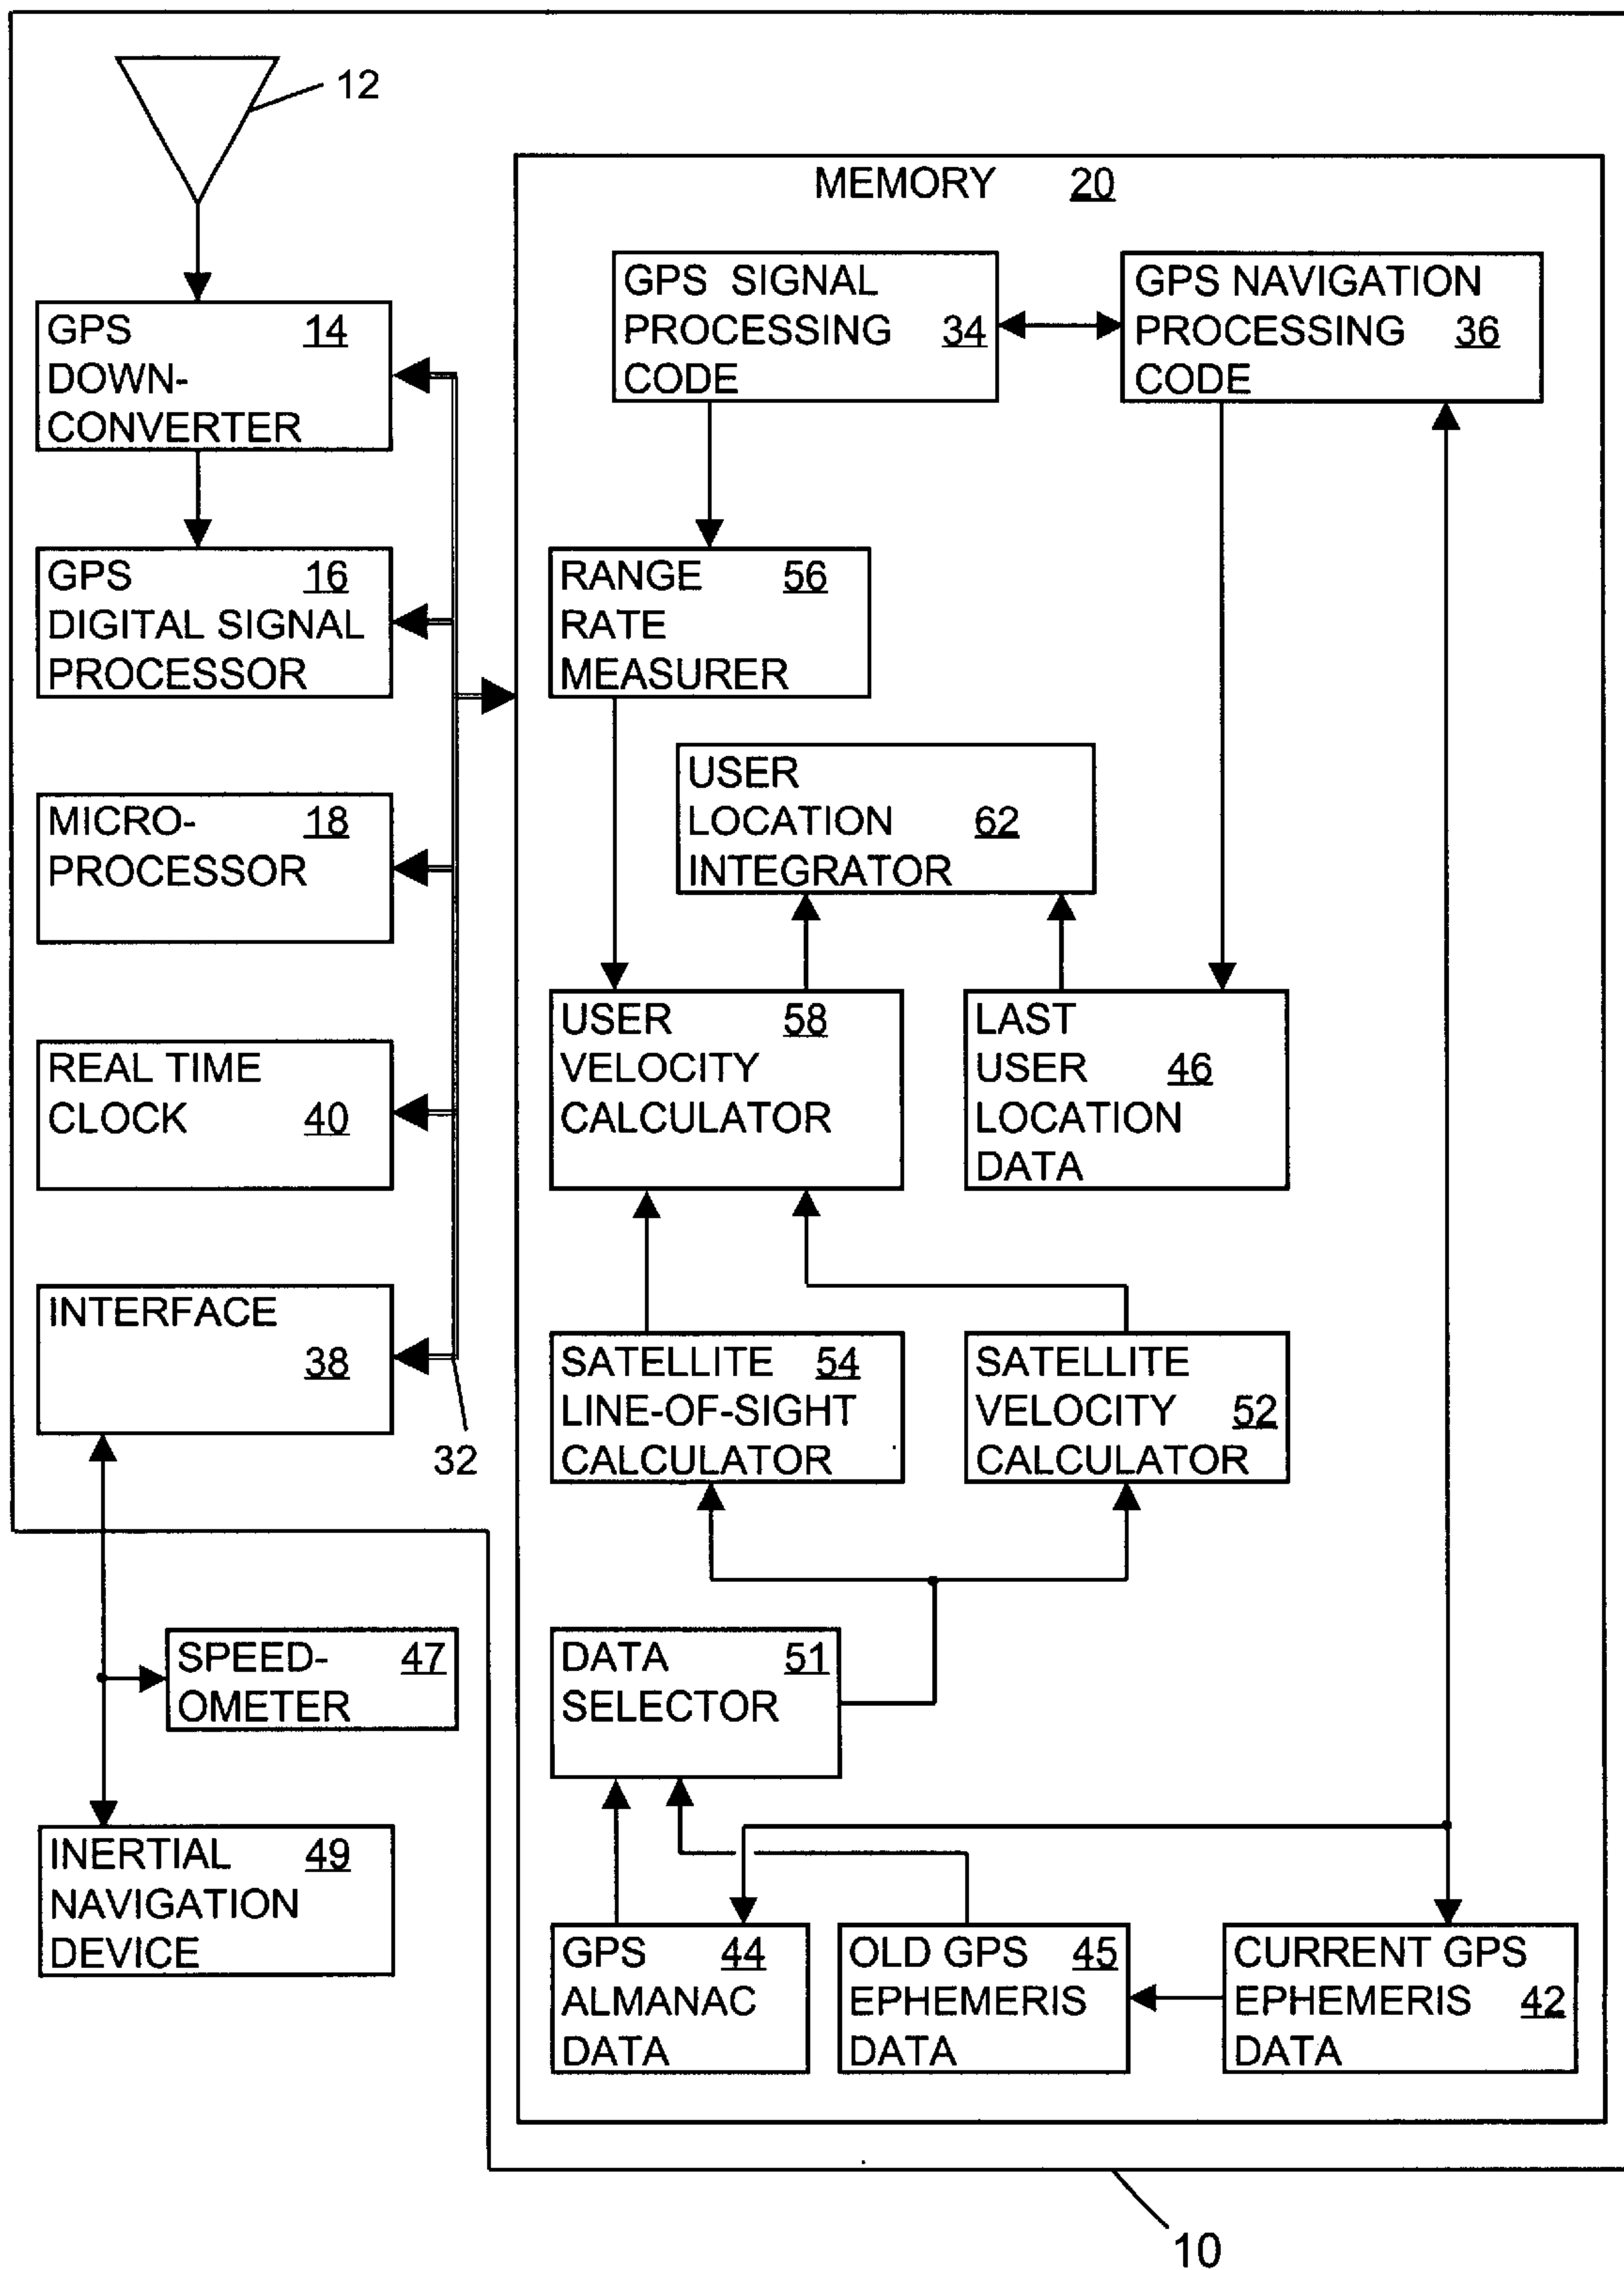 12
GPS 14
DOWN-
CONVERTER
GPS 16
DIGITAL SIGNAL
PROCESSOR
MICRO- 18
PROCESSOR
REAL TIME
CLOCK 40
INTERFACE
38
32
SPEED- 47
OMETER
INERTIAL 49
NAVIGATION
DEVICE
MEMORY 20
GPS SIGNAL
PROCESSING 34
CODE
GPS NAVIGATION
PROCESSING 36
CODE
RANGE 56
RATE
MEASURER
USER
LOCATION 62
INTEGRATOR
USER 58
VELOCITY
CALCULATOR
LAST
USER 46
LOCATION
DATA
SATELLITE 54
LINE-OF-SIGHT
CALCULATOR
SATELLITE
VELOCITY 52
CALCULATOR
DATA 51
SELECTOR
GPS 44
ALMANAC
DATA
OLD GPS 45
EPHEMERIS
DATA
CURRENT GPS
EPHEMERIS 42
DATA
10